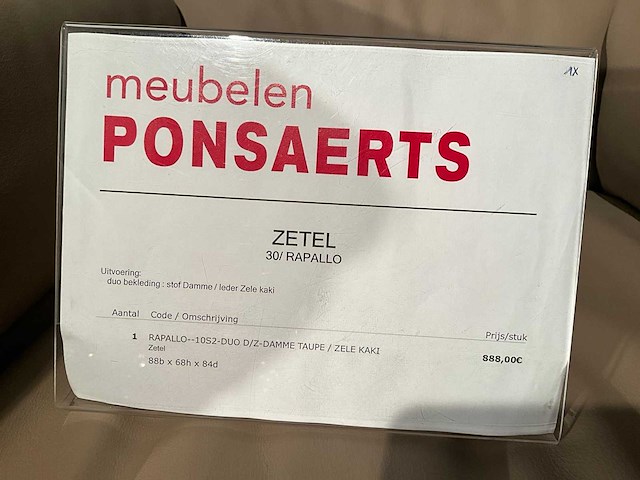 1X
meubelen
PONSAERTS
ZETEL
30/ RAPALLO
Uitvoering:
duo bekleding : stof Damme / leder Zele kaki
Aantal Code / Omschrijving Prijs/stuk
1 RAPALLO--10S2-DUO D/Z-DAMME TAUPE / ZELE KAKI 888,00€
Zetel
88b x 68h x 84d